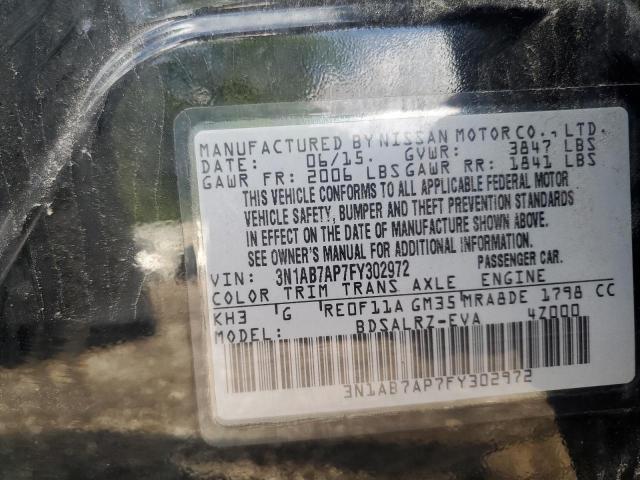 MANUFACTURED BY NISSAN MOTOR CO., LTD.
DATE: 06/15. GVWR: 3847 LBS
GAWR FR: 2006 LBS GAWR RR: 1841 LBS
THIS VEHICLE CONFORMS TO ALL APPLICABLE FEDERAL MOTOR
VEHICLE SAFETY, BUMPER AND THEFT PREVENTION STANDARDS
IN EFFECT ON THE DATE OF MANUFACTURE SHOWN ABOVE.
SEE OWNER'S MANUAL FOR ADDITIONAL INFORMATION.
VIN: 3N1AB7AP7FY302972 PASSENGER CAR.
COLOR TRIM TRANS AXLE ENGINE
KH3 G RE0F11A GM35 MRA8DE 1798 CC
MODEL: BDSALRZ-EVA 4Z000
3N1AB7AP7FY302972